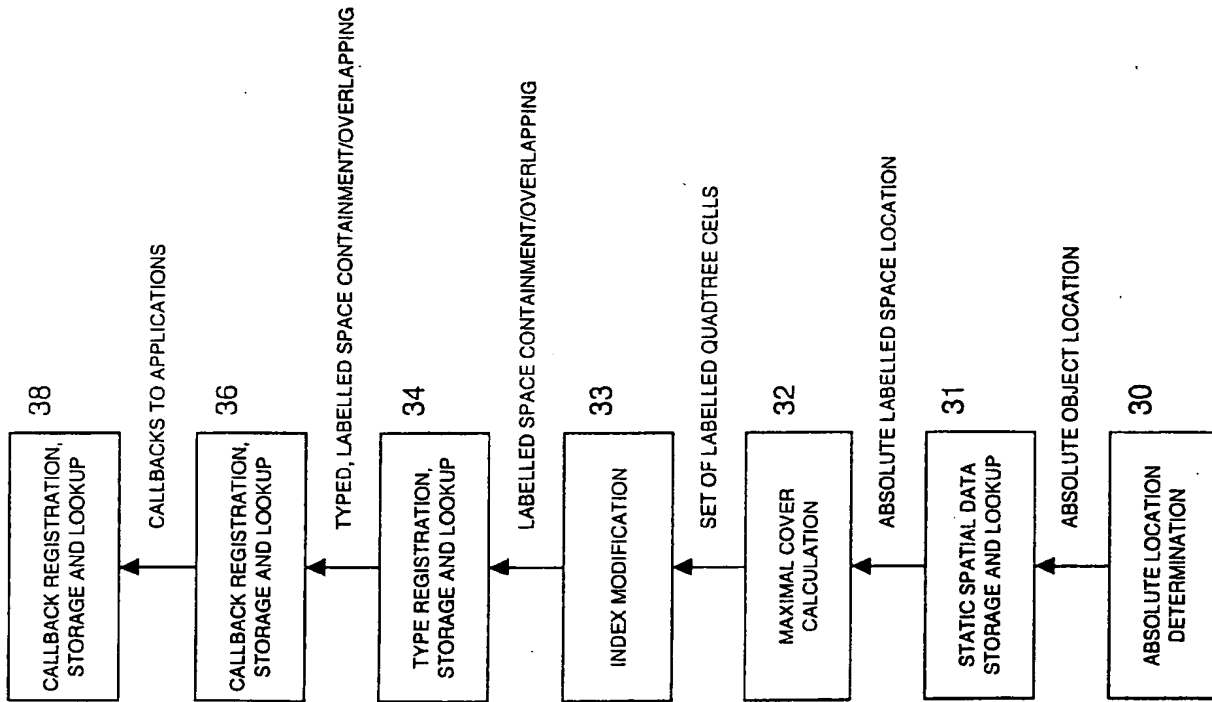 38
CALLBACK REGISTRATION,
STORAGE AND LOOKUP
CALLBACKS TO APPLICATIONS
36
CALLBACK REGISTRATION,
STORAGE AND LOOKUP
TYPED, LABELLED SPACE CONTAINMENT/OVERLAPPING
34
TYPE REGISTRATION,
STORAGE AND LOOKUP
LABELLED SPACE CONTAINMENT/OVERLAPPING
33
INDEX MODIFICATION
SET OF LABELLED QUADTREE CELLS
32
MAXIMAL COVER
CALCULATION
ABSOLUTE LABELLED SPACE LOCATION
31
STATIC SPATIAL DATA
STORAGE AND LOOKUP
ABSOLUTE OBJECT LOCATION
30
ABSOLUTE LOCATION
DETERMINATION